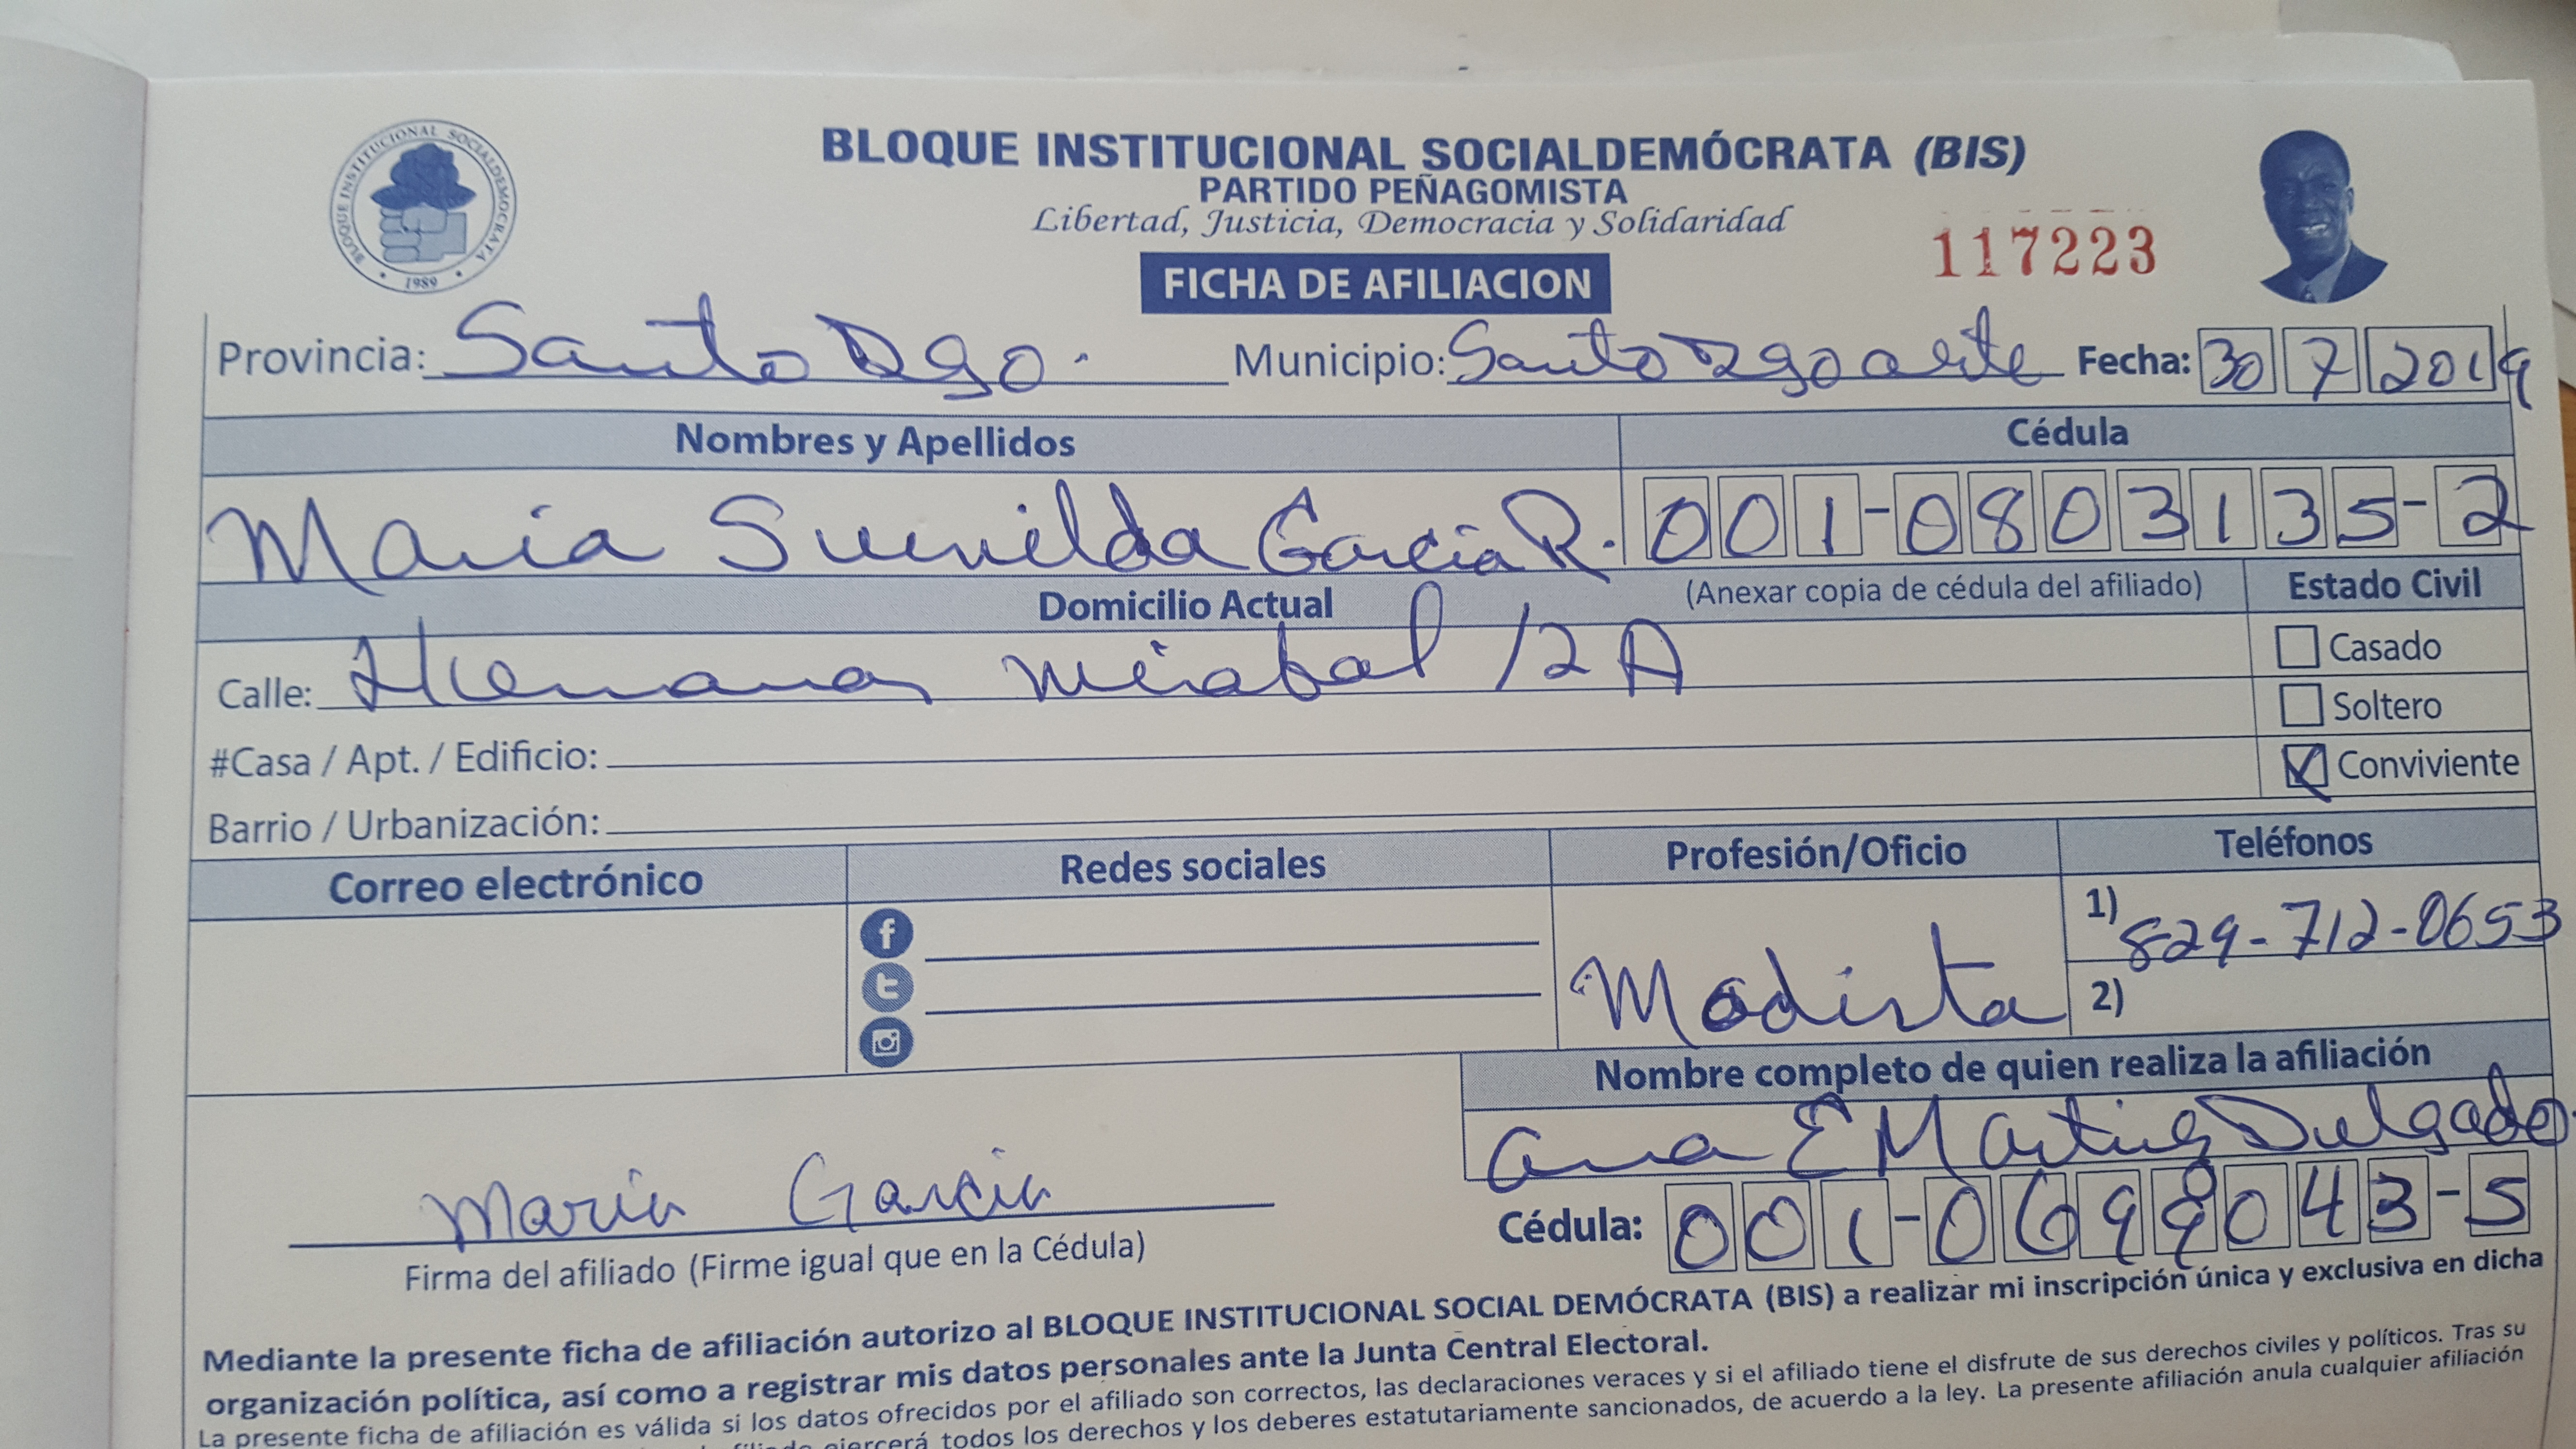 BLOQUE INSTITUCIONAL SOCIALDEMOCRATA
1989
BLOQUE INSTITUCIONAL SOCIALDEMÓCRATA (BIS)
PARTIDO PEÑAGOMISTA
Libertad, Justicia, Democracia y Solidaridad
117223
FICHA DE AFILIACION
Provincia: Santo Dgo. Municipio: Santo Dgo Fecha: 30 7 2019
Nombres y Apellidos Cédula
Maria Sunilda Garcia R. 001-0803135-2
Domicilio Actual (Anexar copia de cédula del afiliado) Estado Civil
Calle: Hermanas Mirabal 12 A Casado
Soltero
#Casa / Apt. / Edificio: Conviviente
Barrio / Urbanización:
Correo electrónico Redes sociales Profesión/Oficio Teléfonos
1) 829-712-0653
Modista
2)
Nombre completo de quien realiza la afiliación
Ana E Martinez Delgado
Maria Garcia
Cédula: 001-0698043-5
Firma del afiliado (Firme igual que en la Cédula)
Mediante la presente ficha de afiliación autorizo al BLOQUE INSTITUCIONAL SOCIAL DEMÓCRATA (BIS) a realizar mi inscripción única y exclusiva en dicha
organización política, así como a registrar mis datos personales ante la Junta Central Electoral.
La presente ficha de afiliación es válida si los datos ofrecidos por el afiliado son correctos, las declaraciones veraces y si el afiliado tiene el disfrute de sus derechos civiles y políticos. Tras su
ejercerá todos los derechos y los deberes estatutariamente sancionados, de acuerdo a la ley. La presente afiliación anula cualquier afiliación